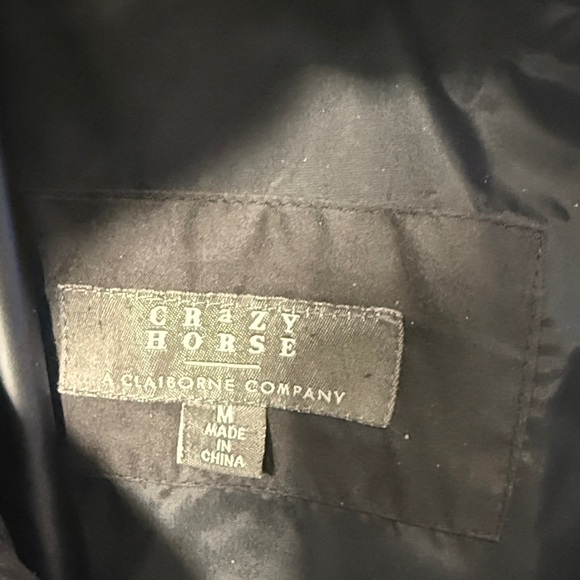 CRaZY
HORSE
A CLAIBORNE COMPANY
M
MADE
IN
CHINA